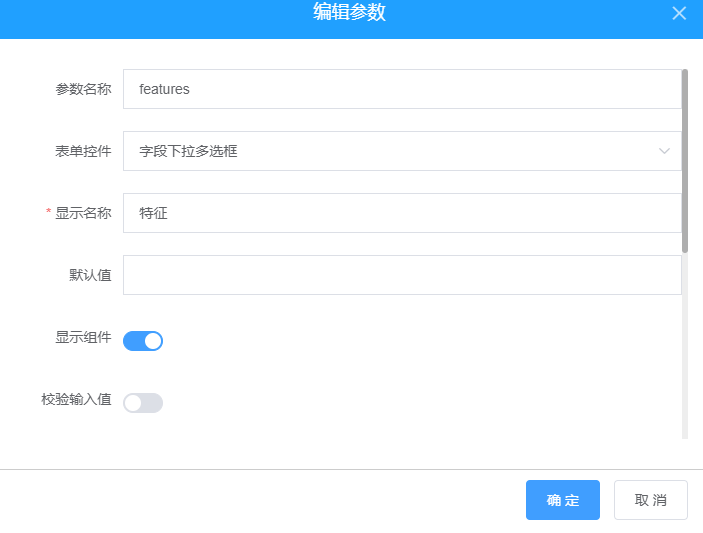 编辑参数
参数名称 features
表单控件 字段下拉多选框
* 显示名称 特征
默认值
显示组件
校验输入值
确 定 取 消